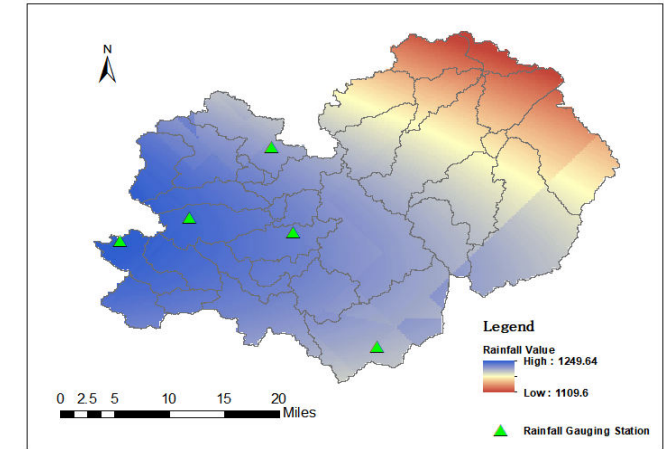 N
Legend
Rainfall Value
High : 1249.64
Low : 1109.6
0 2.5 5 10 15 20
Miles
Rainfall Gauging Station